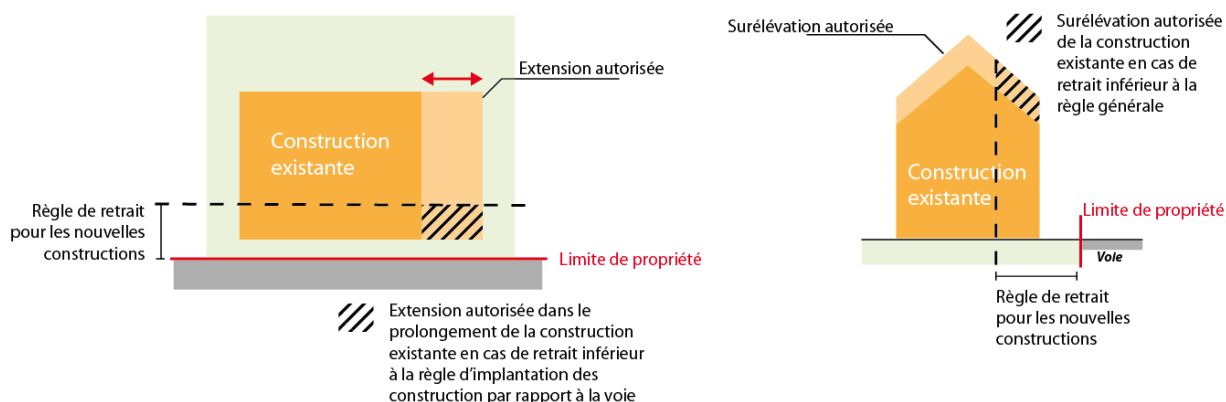 Extension autorisée
Construction
existante
Règle de retrait
pour les nouvelles
constructions
Limite de propriété
Extension autorisée dans le
prolongement de la construction
existante en cas de retrait inférieur
à la règle d'implantation des
construction par rapport à la voie
Surélévation autorisée
Surélévation autorisée
de la construction
existante en cas de
retrait inférieur à la
règle générale
Construction
existante
Limite de propriété
Voie
Règle de retrait
pour les nouvelles
constructions